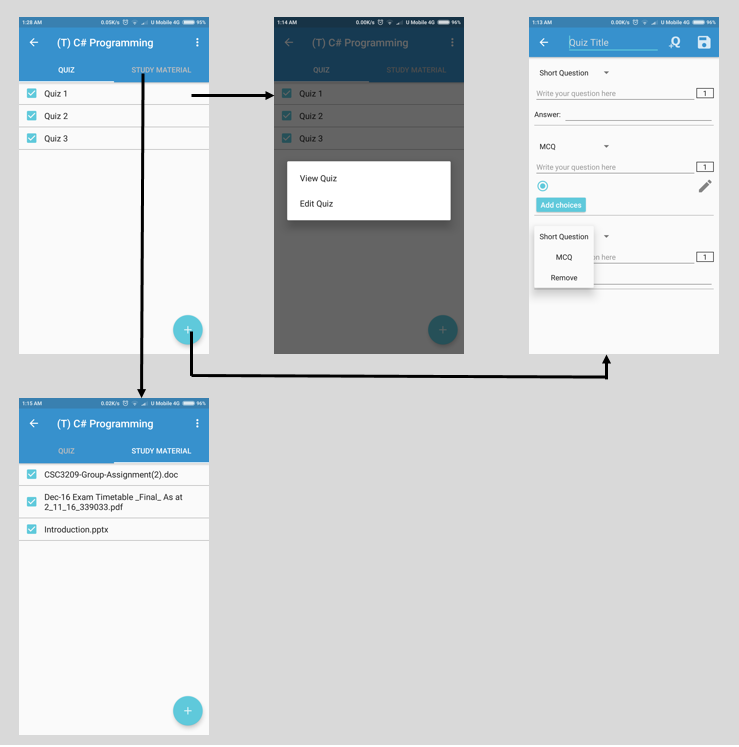 1:28 AM 0.05K/s U Mobile 4G 95%
(T) C# Programming
QUIZ STUDY MATERIAL
Quiz 1
Quiz 2
Quiz 3
+
1:14 AM 0.00K/s U Mobile 4G 96%
(T) C# Programming
QUIZ STUDY MATERIAL
Quiz 1
Quiz 2
Quiz 3
View Quiz
Edit Quiz
+
1:13 AM 0.00K/s U Mobile 4G 96%
Quiz Title
Short Question
Write your question here 1
Answer:
MCQ
Write your question here 1
Add choices
Short Question
MCQ
on here 1
Remove
1:15 AM 0.02K/s U Mobile 4G 96%
(T) C# Programming
QUIZ STUDY MATERIAL
CSC3209-Group-Assignment(2).doc
Dec-16 Exam Timetable _Final_ As at
2_11_16_339033.pdf
Introduction.pptx
+